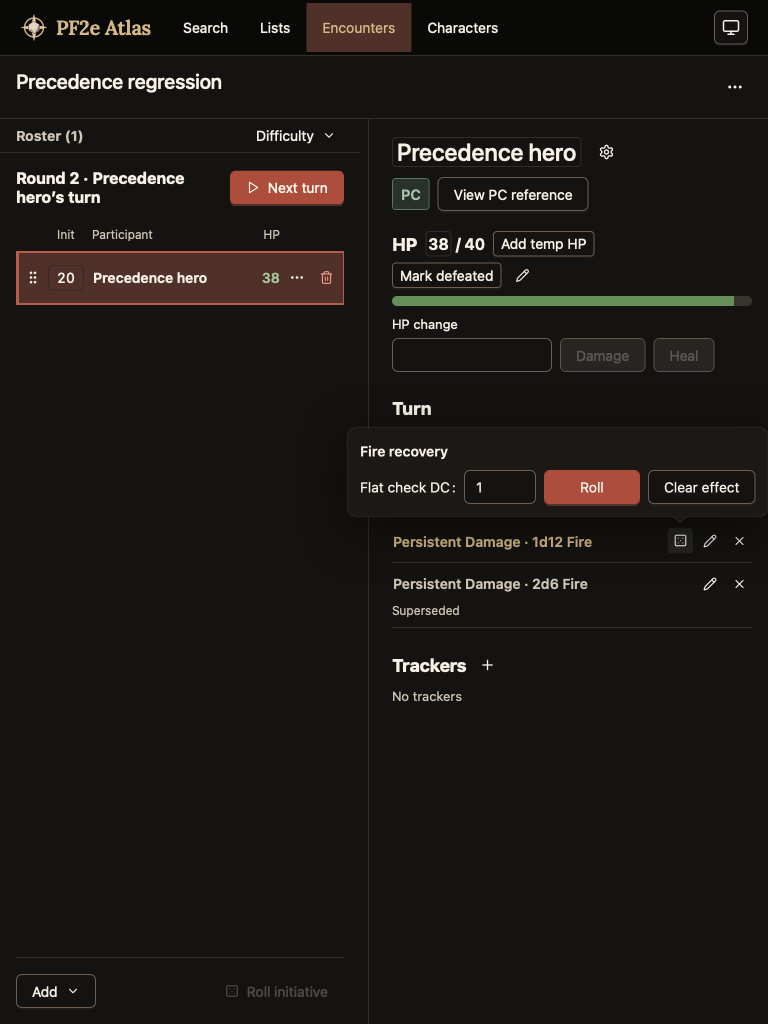 PF2e Atlas
Search
Lists
Encounters
Characters
Precedence regression
Roster (1)
Difficulty
Round 2 · Precedence
hero’s turn
Next turn
Init
Participant
HP
20
Precedence hero
38
Add
Roll initiative
Precedence hero
PC
View PC reference
HP 38 / 40
Add temp HP
Mark defeated
HP change
Damage
Heal
Turn
Fire recovery
Flat check DC:
1
Roll
Clear effect
Persistent Damage · 1d12 Fire
Persistent Damage · 2d6 Fire
Superseded
Trackers
No trackers